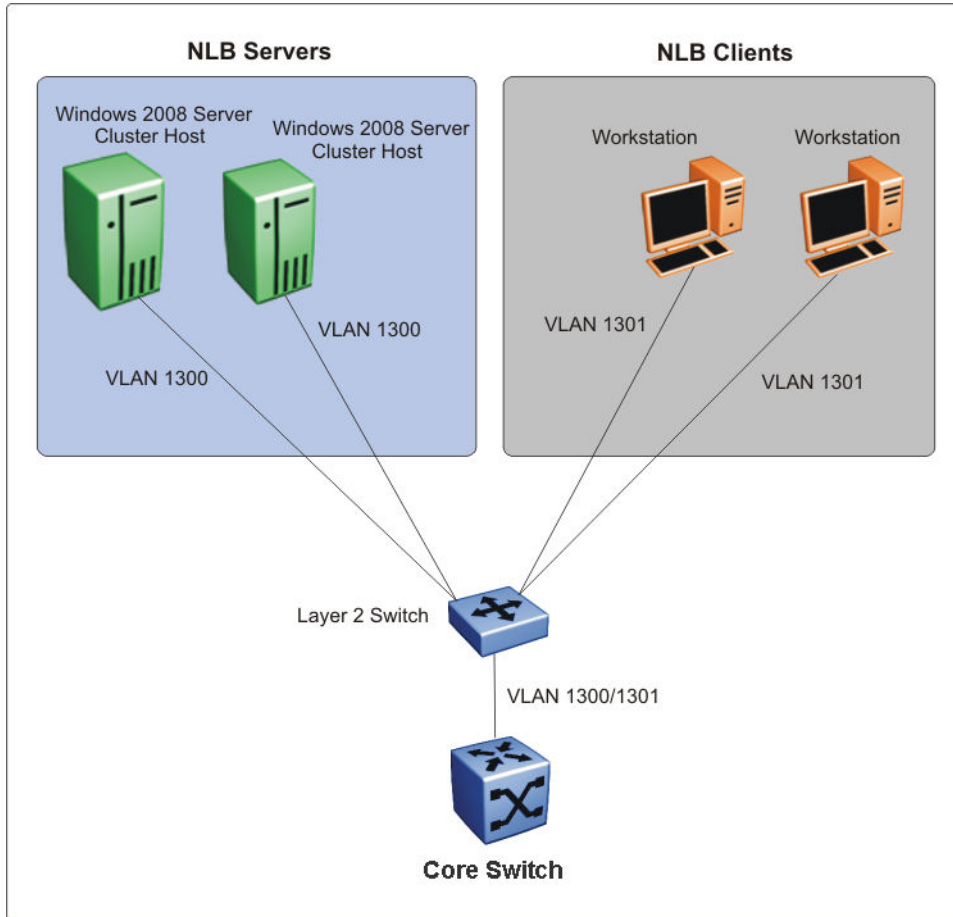 NLB Servers
NLB Clients
Windows 2008 Server
Cluster Host
Windows 2008 Server
Cluster Host
Workstation
Workstation
VLAN 1300
VLAN 1300
VLAN 1301
VLAN 1301
Layer 2 Switch
VLAN 1300/1301
Core Switch